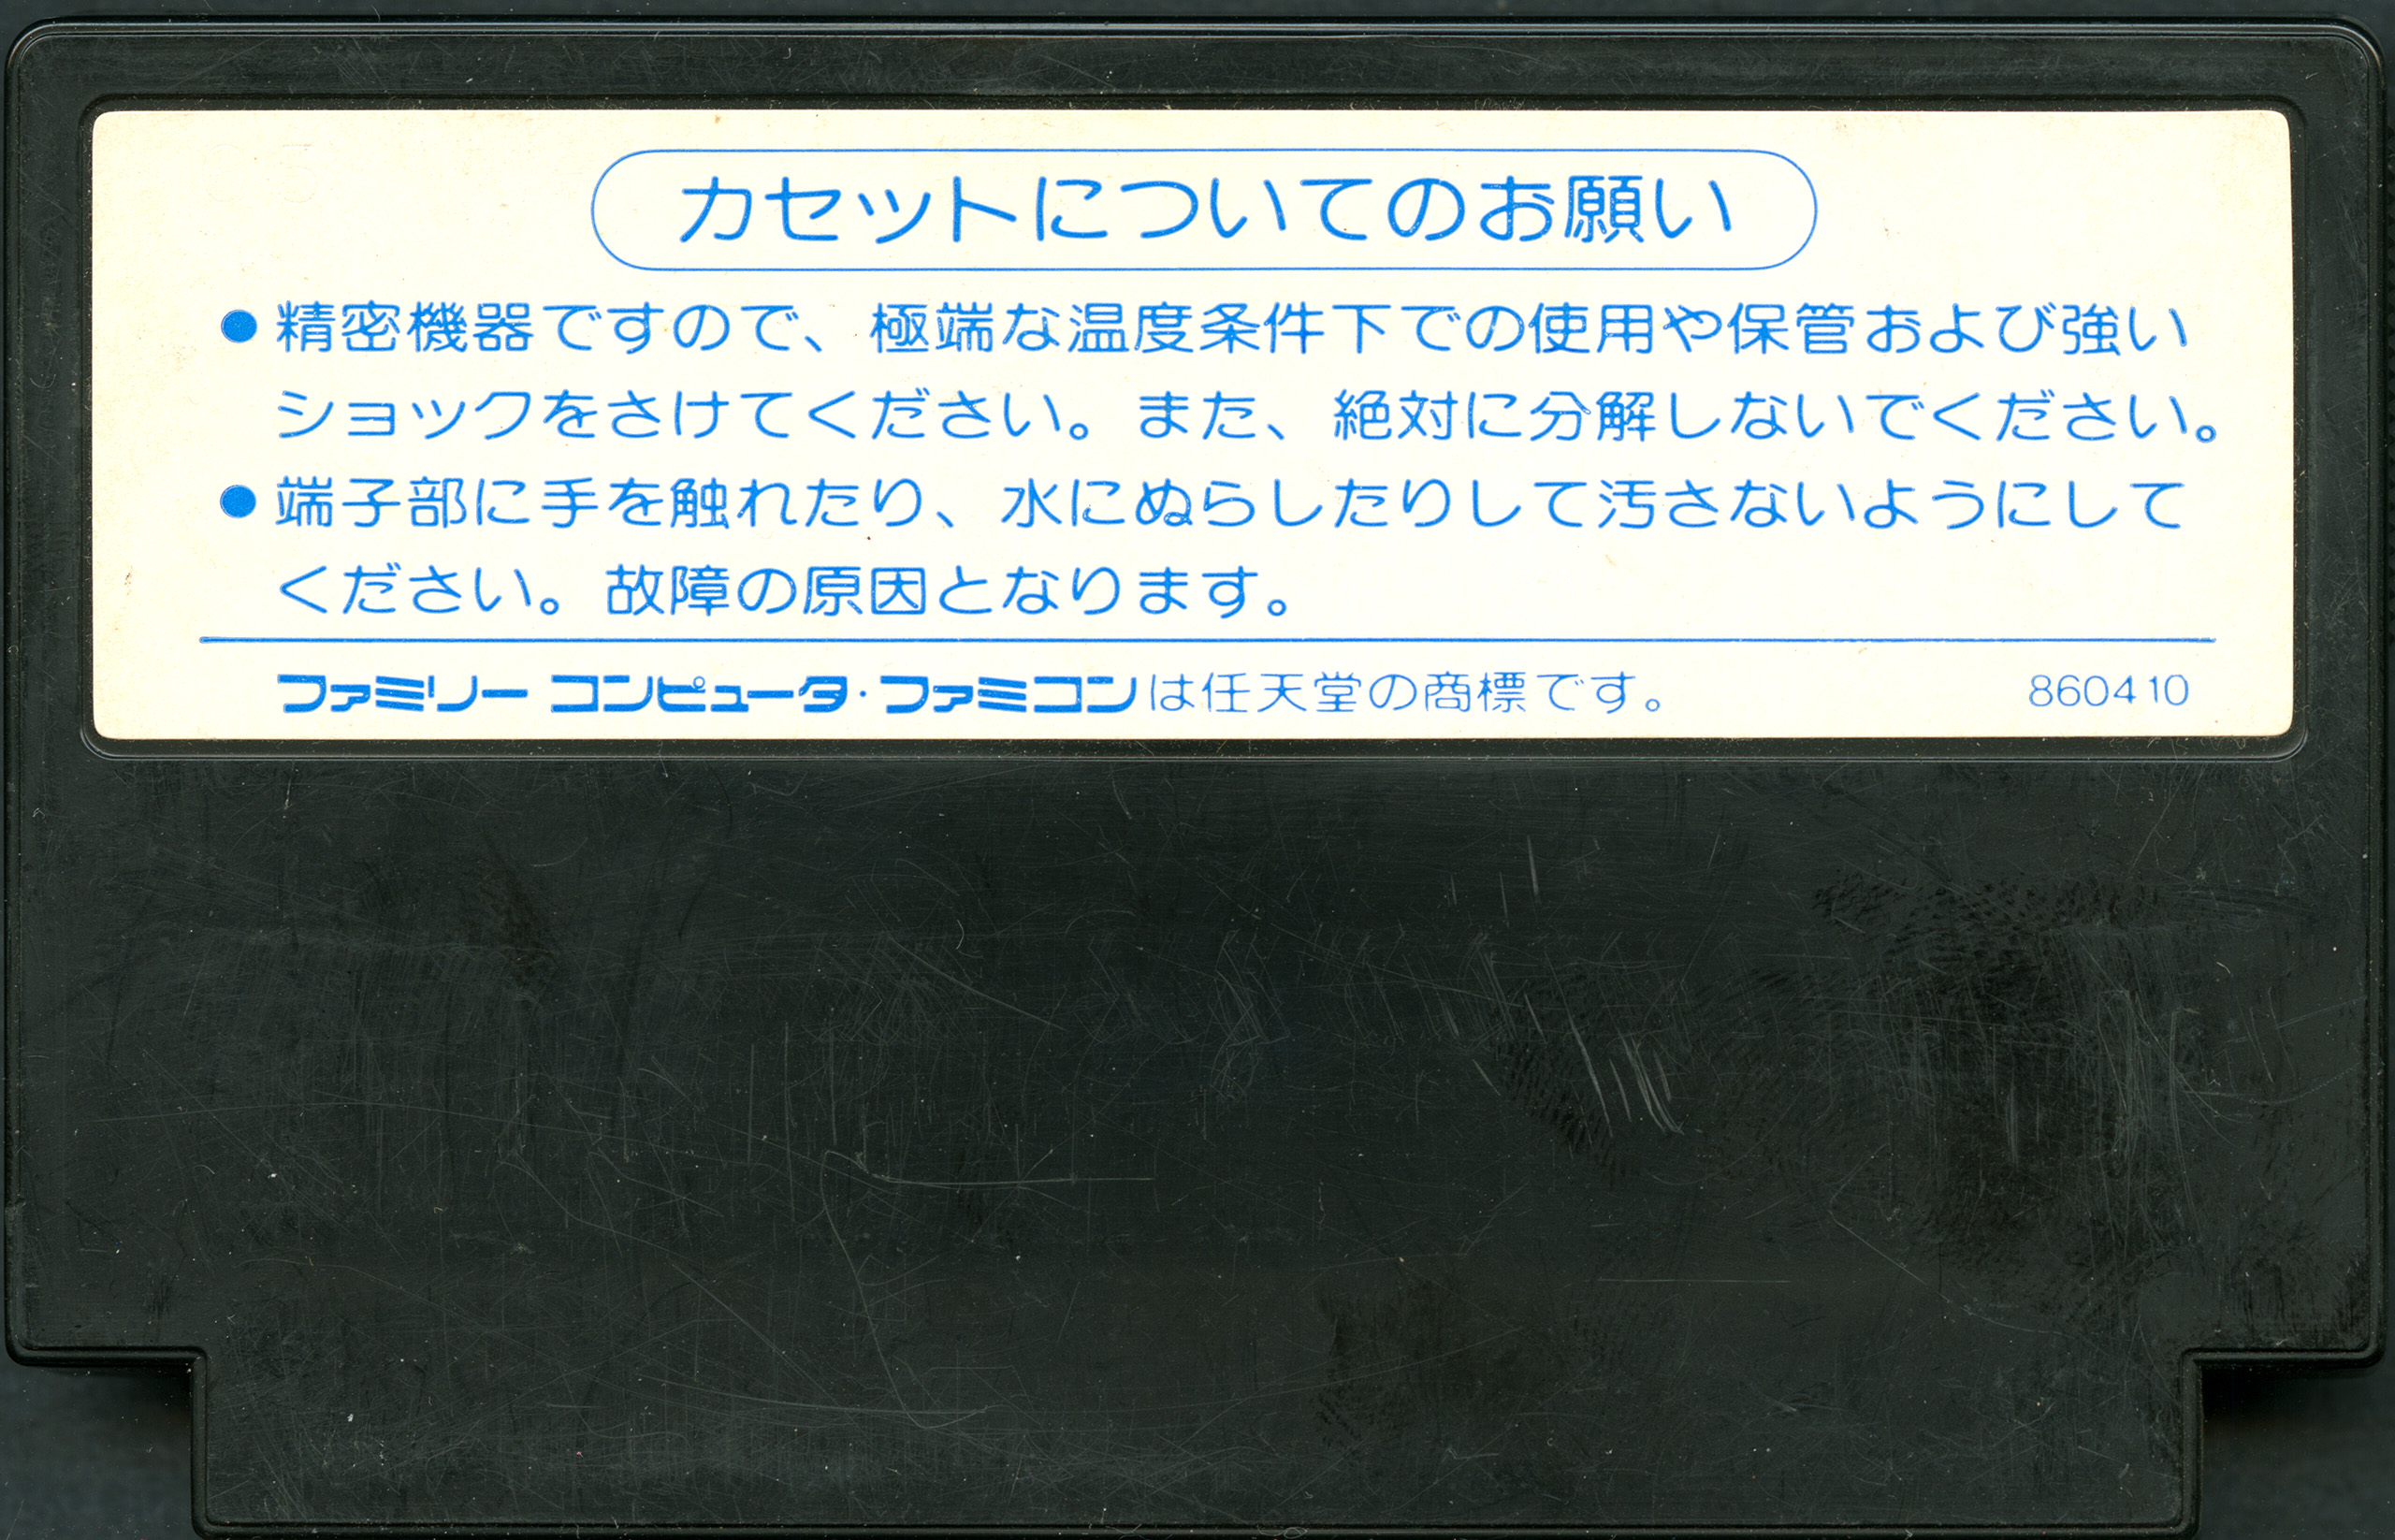 カセットについてのお願い
●精密機器ですので、極端な温度条件下での使用や保管および強い
ショックをさけてください。また、絶対に分解しないでください。
●端子部に手を触れたり、水にぬらしたりして汚さないようにして
ください。故障の原因となります。
ファミリー コンピュータ・ファミコンは任天堂の商標です。 860410